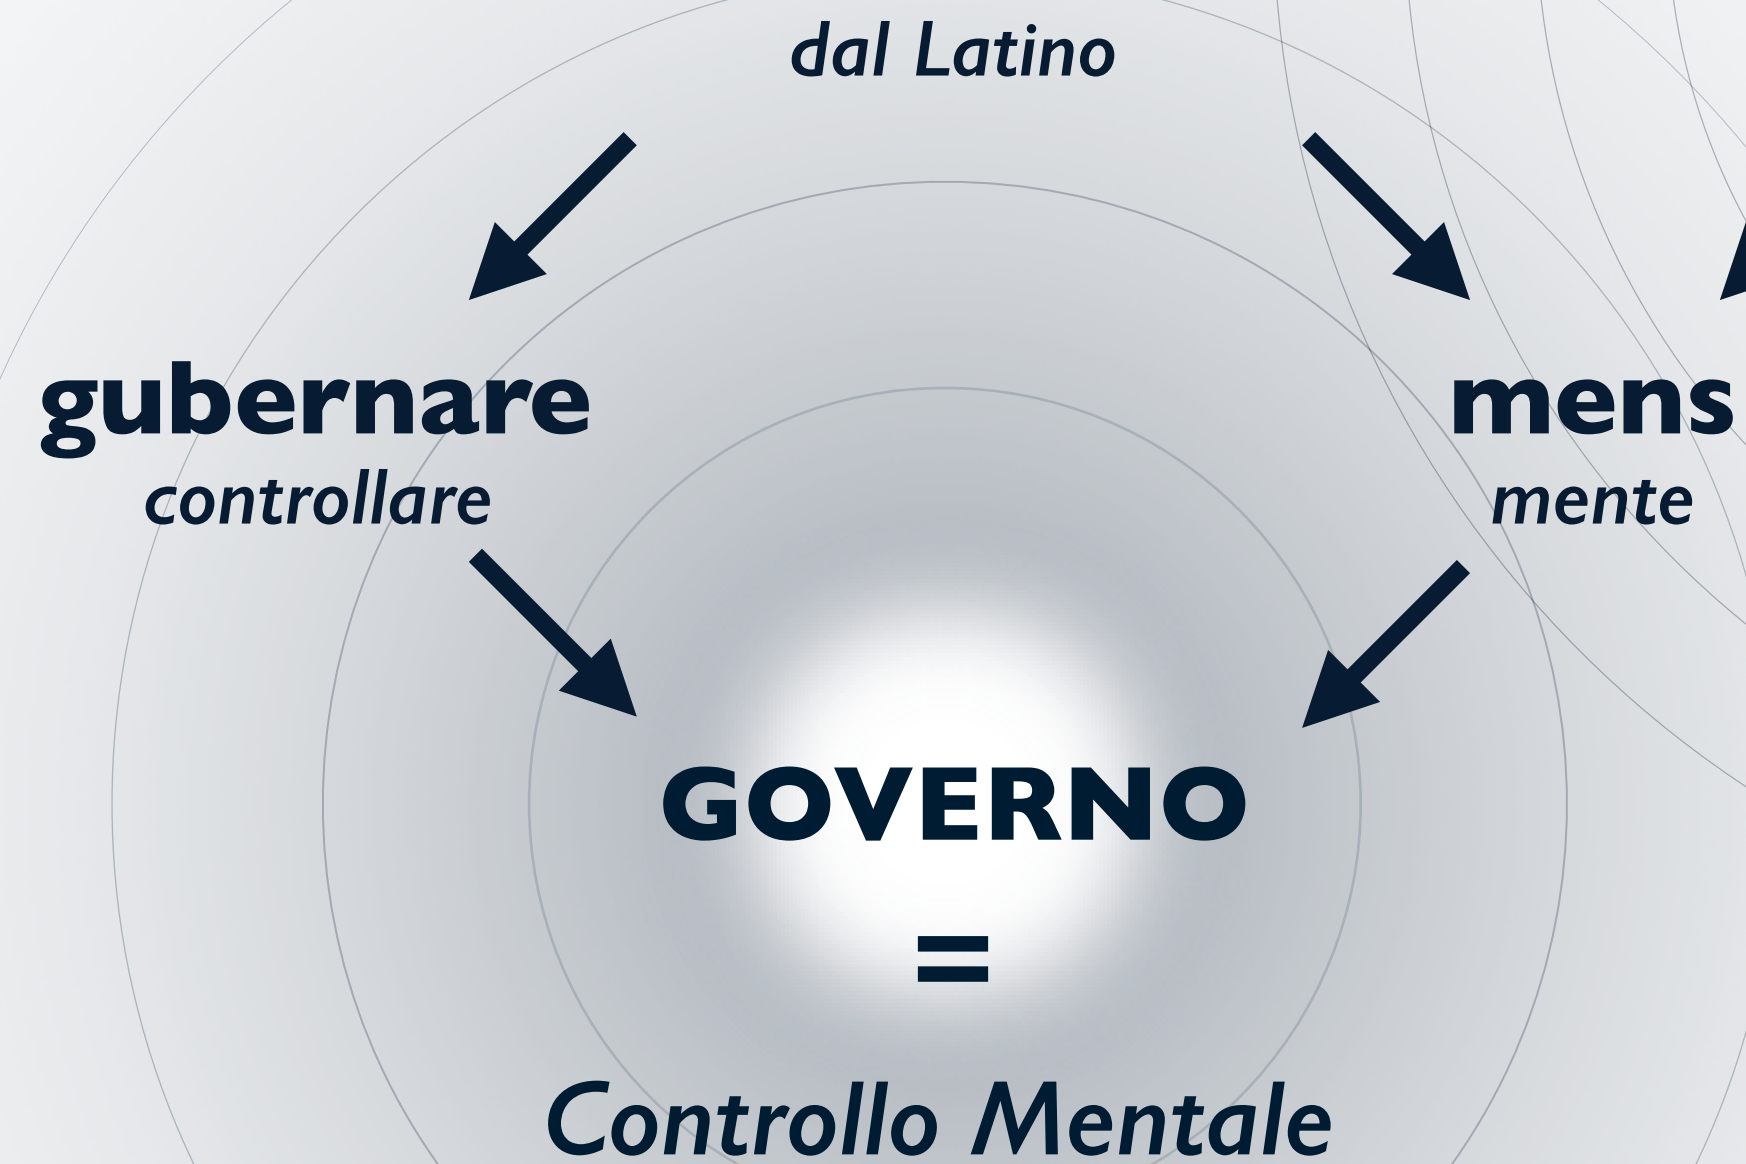 dal Latino
gubernare
mens
controllare
mente
GOVERNO
=
Controllo Mentale